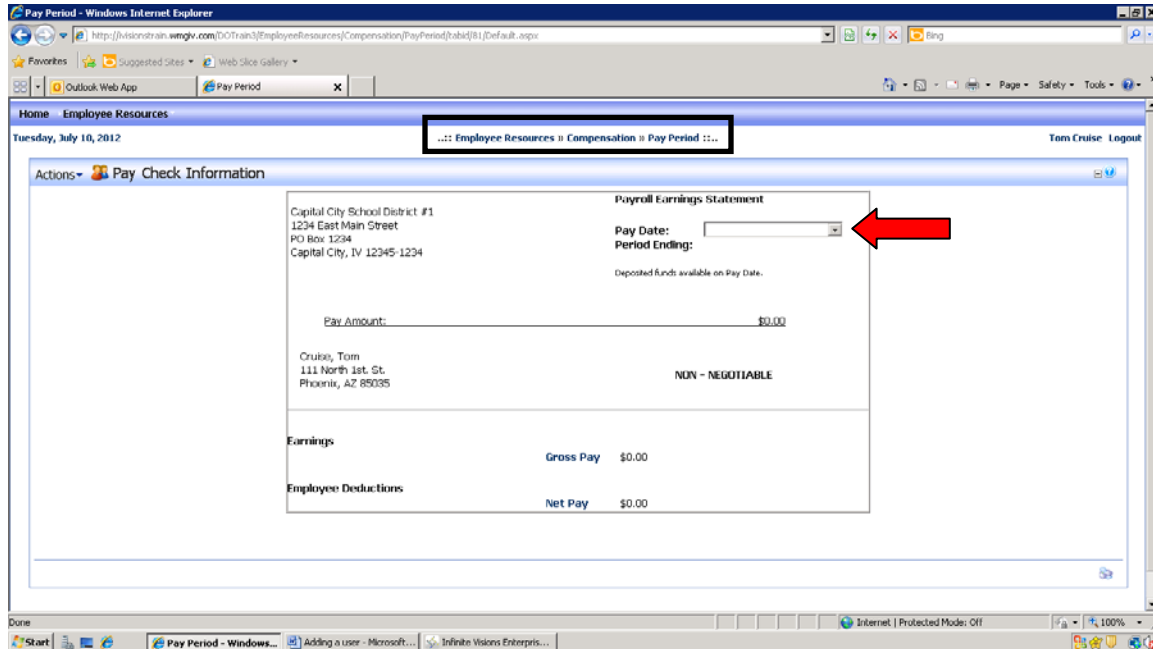 Pay Period - Windows Internet Explorer
http://ivisionstrain.wmgiv.com/DOTrain3/EmployeeResources/Compensation/PayPeriod/tabid/81/Default.aspx
Bing
Favorites Suggested Sites Web Slice Gallery
Outlook Web App Pay Period Page Safety Tools
Home Employee Resources
Tuesday, July 10, 2012 ..:: Employee Resources » Compensation » Pay Period ::.. Tom Cruise Logout
Actions Pay Check Information
Payroll Earnings Statement
Capital City School District #1
1234 East Main Street
PO Box 1234
Capital City, IV 12345-1234
Pay Date:
Period Ending:
Deposited funds available on Pay Date.
Pay Amount: $0.00
Cruise, Tom
111 North 1st. St.
Phoenix, AZ 85035
NON - NEGOTIABLE
Earnings
Gross Pay $0.00
Employee Deductions
Net Pay $0.00
Done Internet | Protected Mode: Off 100%
Start Pay Period - Windows... Adding a user - Microsoft... Infinite Visions Enterpris...